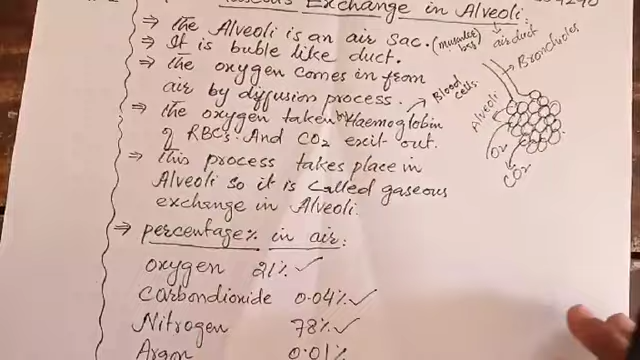 Exchange in Alveoli.
⇒ the Alveoli is an air sac. (muscular
air duct
⇒ It is buble like duct.
⇒ the oxygen comes in from
air by diffusion process.
⇒ the oxygen taken by Haemoglobin
Blood cells.
of RBCs. And CO2 exit out.
⇒ this process takes place in
Alveoli so it is called gaseous
exchange in Alveoli.
Bronchioles
Alveoli
O2
CO2
⇒ percentage% in air:
oxygen 21% ✓
Carbondioxide 0.04% ✓
Nitrogen 78% ✓
Argon 0.01%